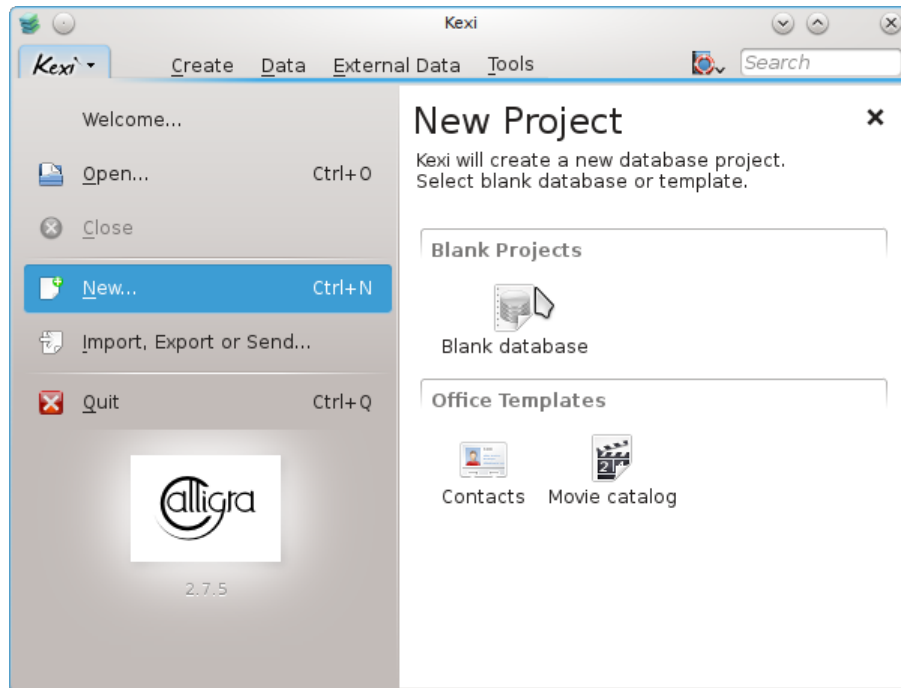 Kexi
Kexi Create Data External Data Tools Search
Welcome...
Open... Ctrl+O
Close
New... Ctrl+N
Import, Export or Send...
Quit Ctrl+Q
Calligra
2.7.5
New Project
Kexi will create a new database project.
Select blank database or template.
Blank Projects
Blank database
Office Templates
Contacts Movie catalog